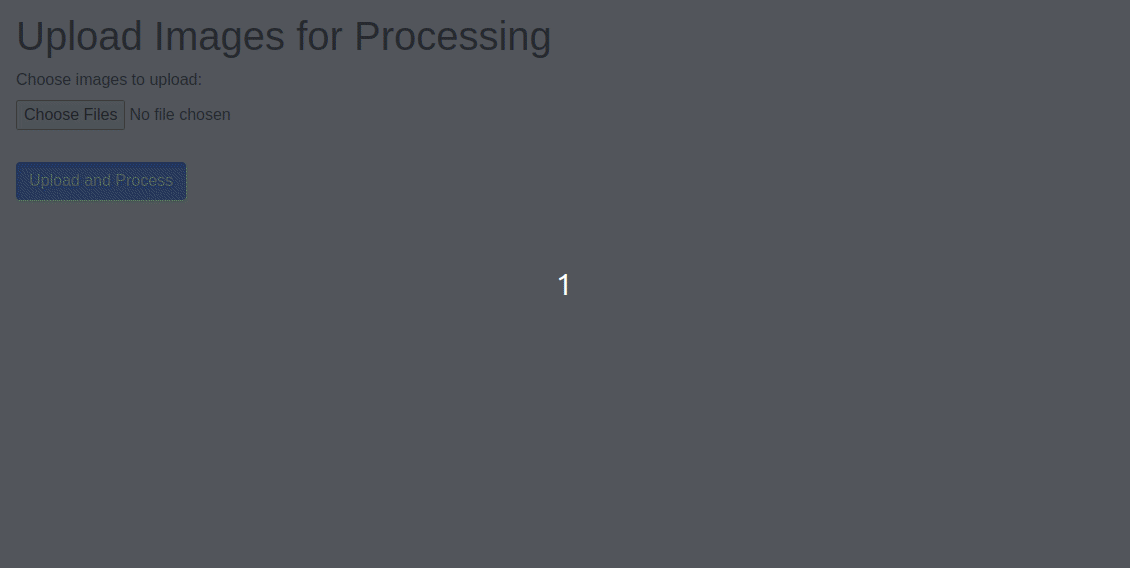 Upload Images for Processing
Choose images to upload:
Choose Files No file chosen
Upload and Process
1